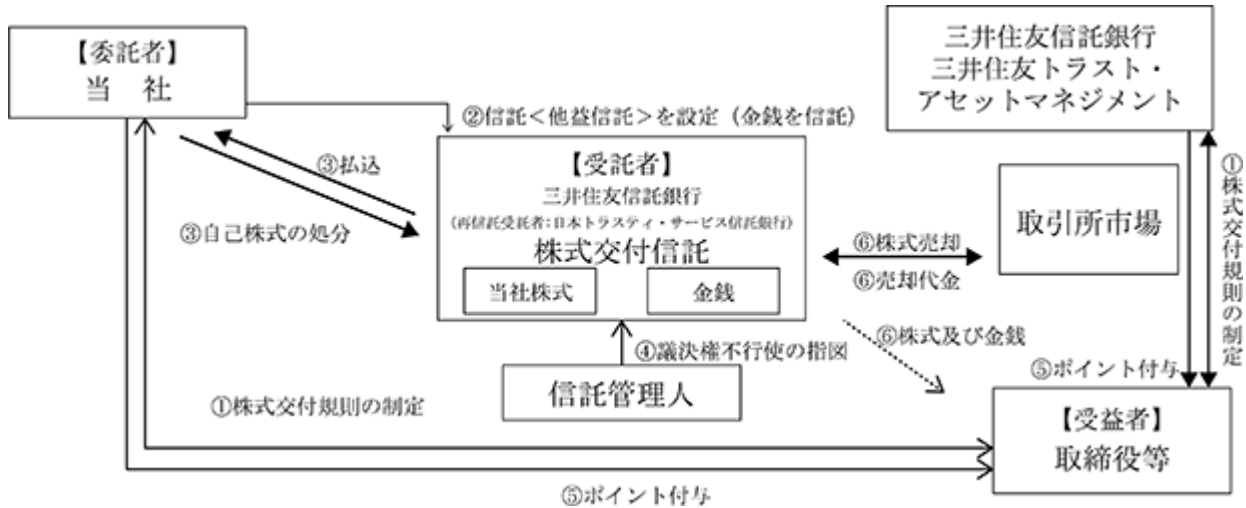 【委託者】
当 社
三井住友信託銀行
三井住友トラスト・
アセットマネジメント
②信託＜他益信託＞を設定（金銭を信託）
③払込
③自己株式の処分
【受託者】
三井住友信託銀行
（再信託受託者：日本トラスティ・サービス信託銀行）
株式交付信託
当社株式
金銭
⑥株式売却
⑥売却代金
取引所市場
①株式交付規則の制定
⑥株式及び金銭
④議決権不行使の指図
信託管理人
⑤ポイント付与
①株式交付規則の制定
【受益者】
取締役等
⑤ポイント付与